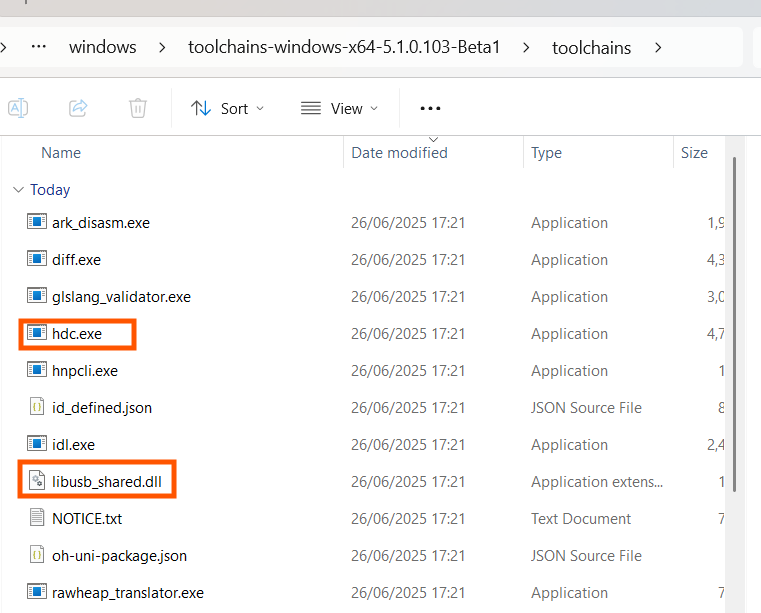 ... windows > toolchains-windows-x64-5.1.0.103-Beta1 > toolchains >
Sort View ...
Name Date modified Type Size
Today
ark_disasm.exe 26/06/2025 17:21 Application 1,9
diff.exe 26/06/2025 17:21 Application 4,3
glslang_validator.exe 26/06/2025 17:21 Application 3,0
hdc.exe 26/06/2025 17:21 Application 4,7
hnpcli.exe 26/06/2025 17:21 Application 1
id_defined.json 26/06/2025 17:21 JSON Source File 8
idl.exe 26/06/2025 17:21 Application 2,4
libusb_shared.dll 26/06/2025 17:21 Application extens... 1
NOTICE.txt 26/06/2025 17:21 Text Document 7
oh-uni-package.json 26/06/2025 17:21 JSON Source File
rawheap_translator.exe 26/06/2025 17:21 Application 7